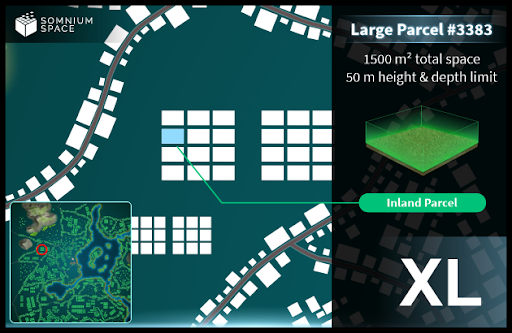 SOMNIUM
SPACE
Large Parcel #3383
1500 m² total space
50 m height & depth limit
Inland Parcel
XL